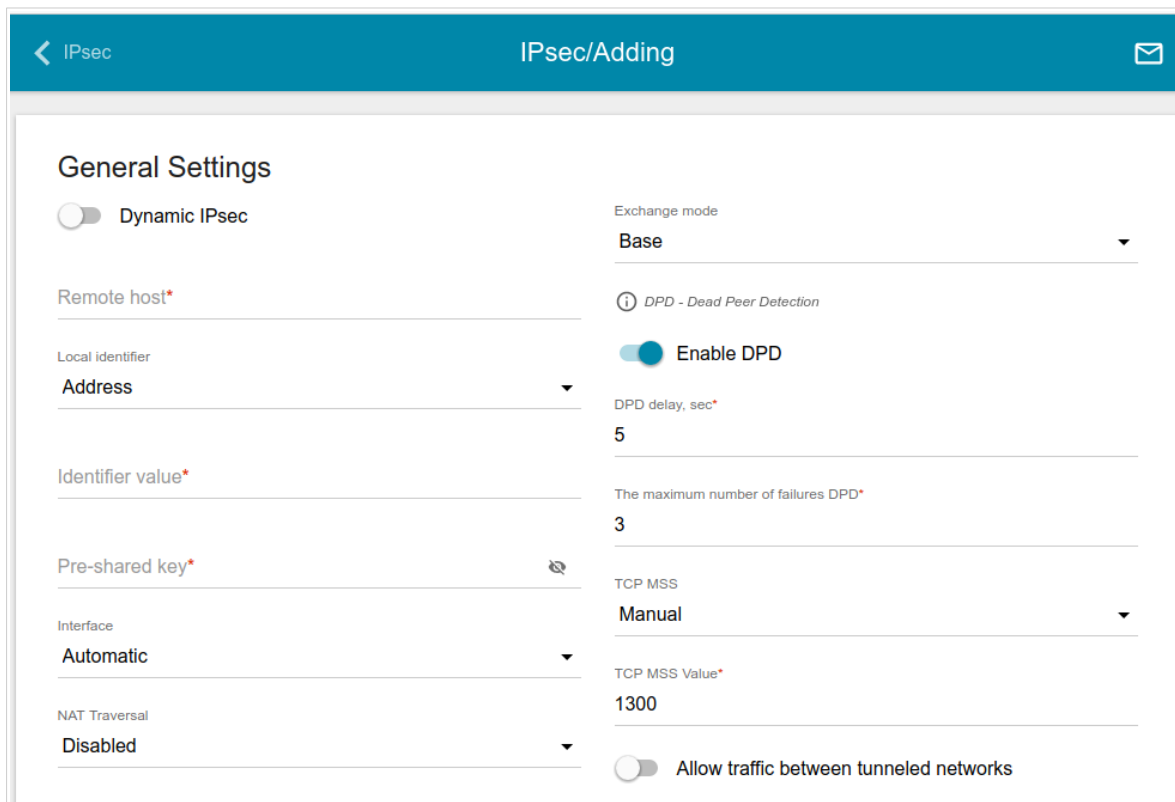 IPsec
IPsec/Adding
General Settings
Dynamic IPsec
Remote host*
Local identifier
Address
Identifier value*
Pre-shared key*
Interface
Automatic
NAT Traversal
Disabled
Exchange mode
Base
DPD - Dead Peer Detection
Enable DPD
DPD delay, sec*
5
The maximum number of failures DPD*
3
TCP MSS
Manual
TCP MSS Value*
1300
Allow traffic between tunneled networks